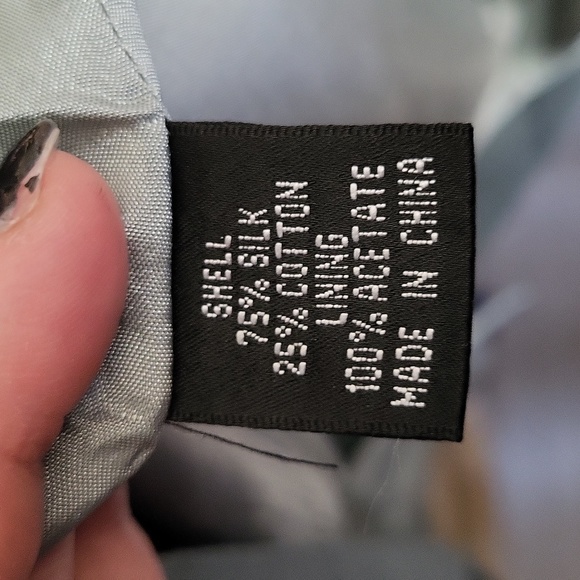 SHELL
75% SILK
25% COTTON
LINING
100% ACETATE
MADE IN CHINA